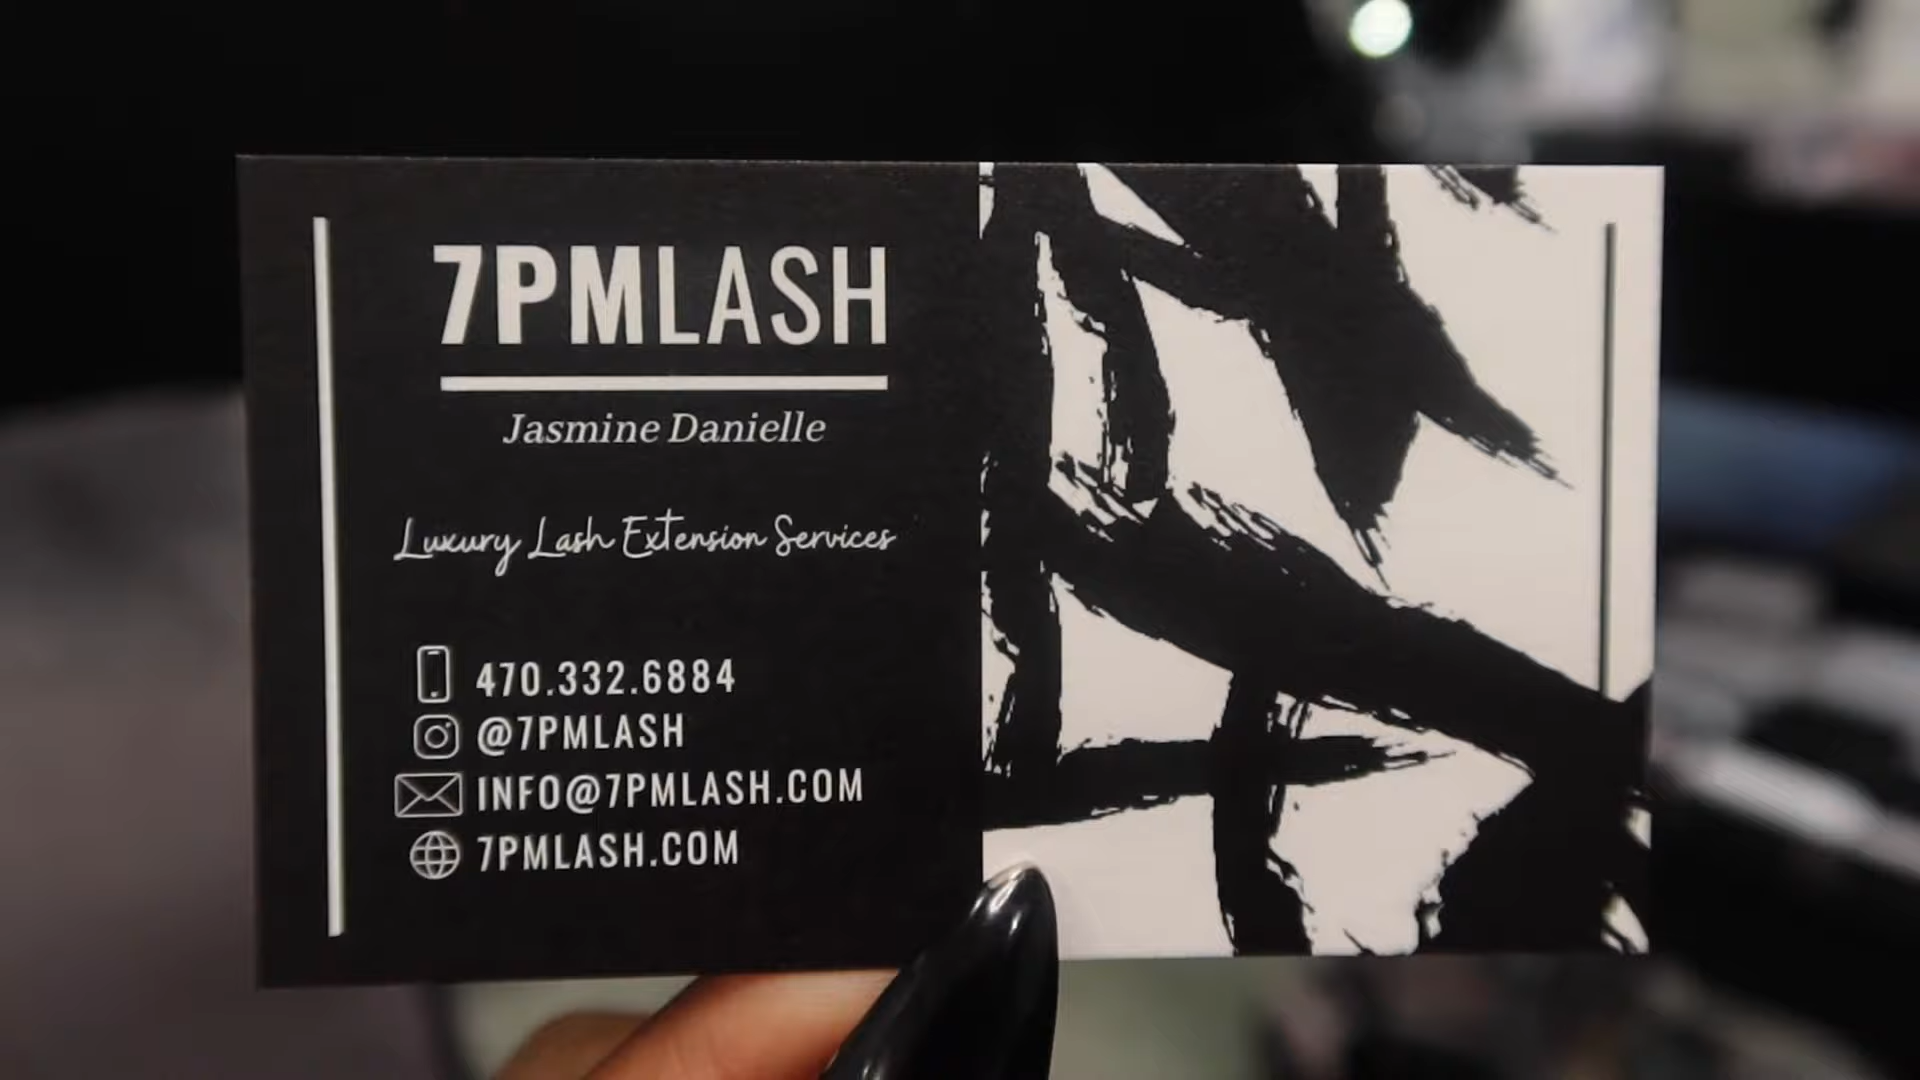 7PMLASH
Jasmine Danielle
Luxury Lash Extension Services
470.332.6884
@7PMLASH
INFO@7PMLASH.COM
7PMLASH.COM